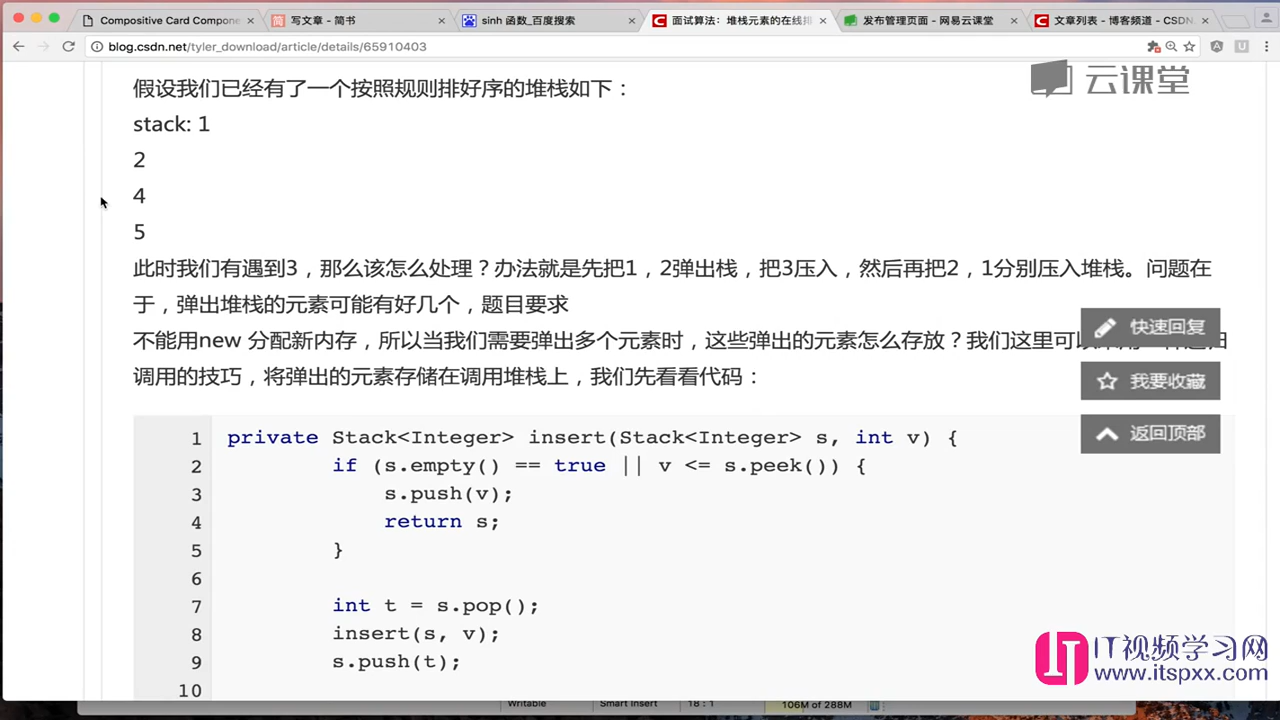 Compositive Card Compone
写文章 - 简书
sinh 函数_百度搜索
面试算法：堆栈元素的在线排
发布管理页面 - 网易云课堂
文章列表 - 博客频道 - CSDN.
blog.csdn.net/tyler_download/article/details/65910403
云课堂
假设我们已经有了一个按照规则排好序的堆栈如下：
stack: 1
2
4
5
此时我们有遇到3，那么该怎么处理？办法就是先把1，2弹出栈，把3压入，然后再把2，1分别压入堆栈。问题在
于，弹出堆栈的元素可能有好几个，题目要求
不能用new 分配新内存，所以当我们需要弹出多个元素时，这些弹出的元素怎么存放？我们这里可以
调用的技巧，将弹出的元素存储在调用堆栈上，我们先看看代码：
快速回复
我要收藏
返回顶部
1 private Stack<Integer> insert(Stack<Integer> s, int v) {
2 if (s.empty() == true || v <= s.peek()) {
3 s.push(v);
4 return s;
5 }
6
7 int t = s.pop();
8 insert(s, v);
9 s.push(t);
10
IT IT视频学习网
www.itspxx.com
Writable
Smart Insert
18 : 1
106M of 288M